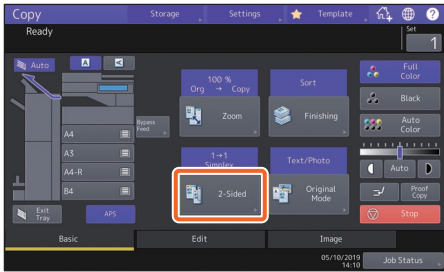 Copy
Storage
Settings
Template
?
Ready
Set
1
Auto
A
A
100 %
Org → Copy
Sort
Full
Color
Zoom
Finishing
Black
Auto
Color
Bypass
Feed
A4
A3
A4-R
B4
1→1
Simplex
Text/Photo
2-Sided
Original
Mode
Auto
Proof
Copy
Exit
Tray
APS
Stop
Basic
Edit
Image
05/10/2019
14:10
Job Status